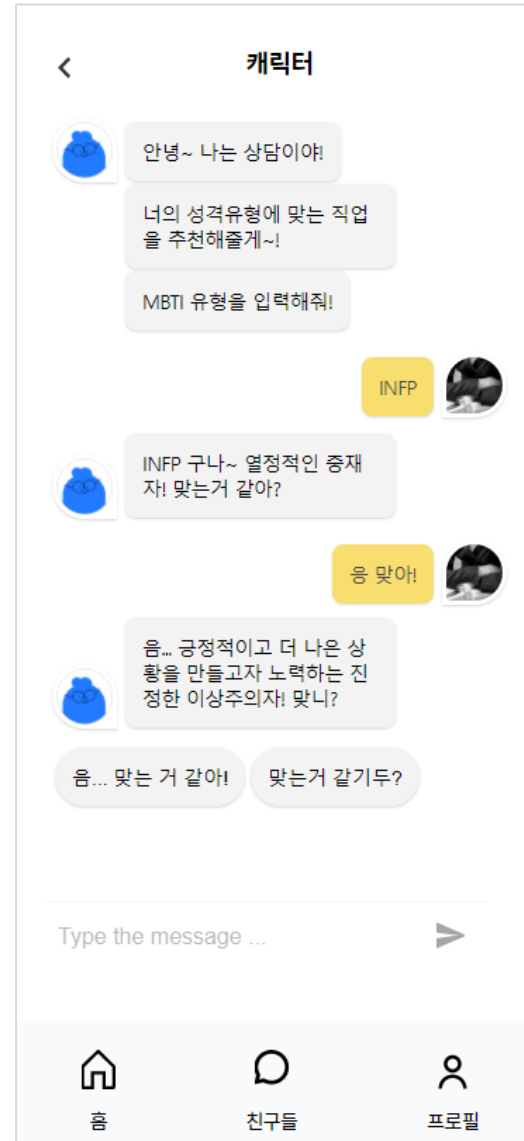 캐릭터
안녕~ 나는 상담이야!
너의 성격유형에 맞는 직업
을 추천해줄게~!
MBTI 유형을 입력해줘!
INFP
INFP 구나~ 열정적인 중재
자! 맞는거 같아?
응 맞아!
음... 긍정적이고 더 나은 상
황을 만들고자 노력하는 진
정한 이상주의자! 맞니?
음... 맞는 거 같아! 맞는거 같기두?
Type the message ...
홈 친구들 프로필